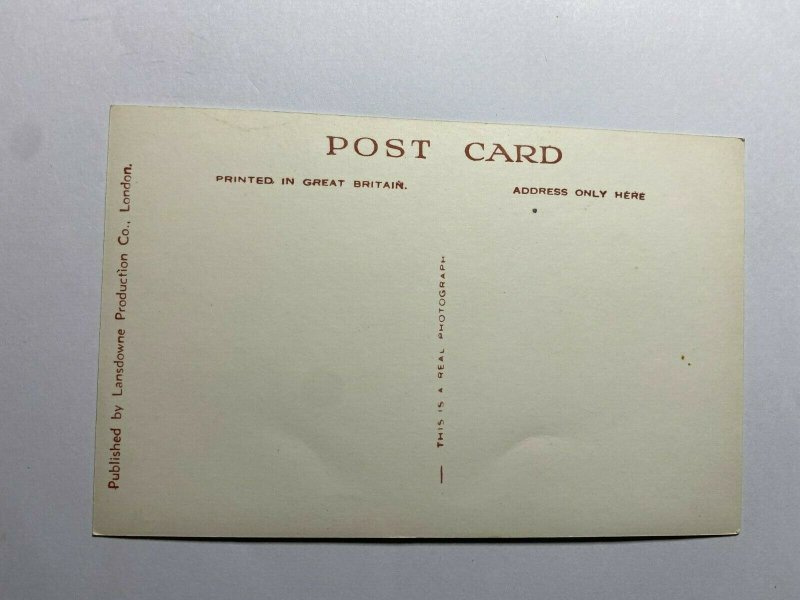 POST CARD
PRINTED IN GREAT BRITAIN.
ADDRESS ONLY HERE
THIS IS A REAL PHOTOGRAPH
Published by Lansdowne Production Co., London.